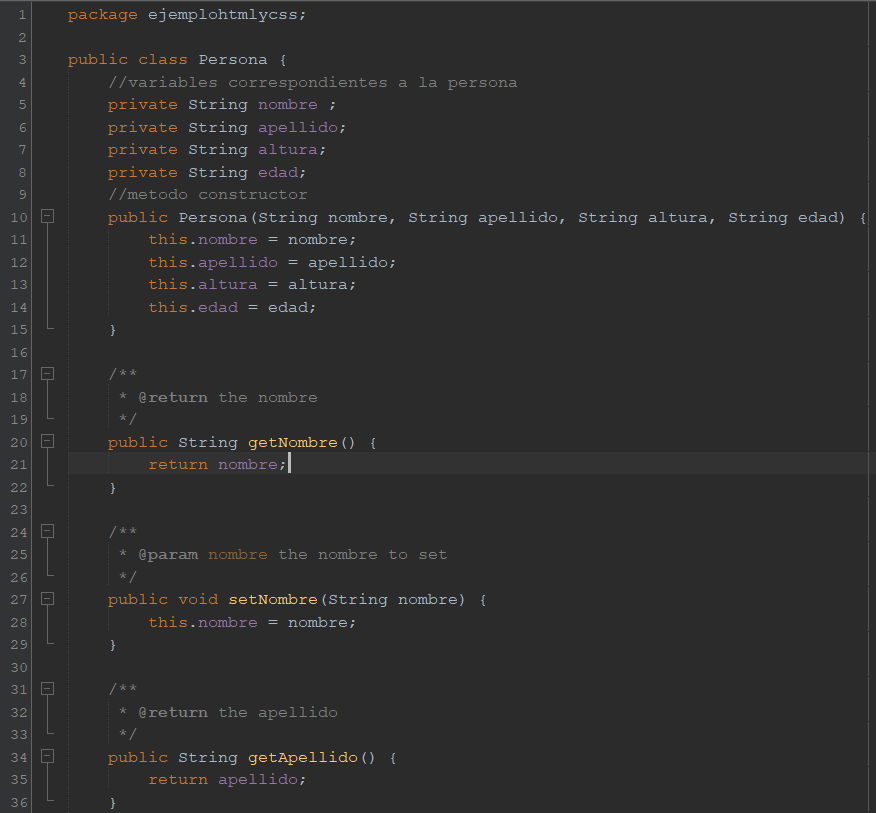 1 package ejemplohtmlycss;
2
3 public class Persona {
4 //variables correspondientes a la persona
5 private String nombre ;
6 private String apellido;
7 private String altura;
8 private String edad;
9 //metodo constructor
10 public Persona(String nombre, String apellido, String altura, String edad) {
11 this.nombre = nombre;
12 this.apellido = apellido;
13 this.altura = altura;
14 this.edad = edad;
15 }
16
17 /**
18 * @return the nombre
19 */
20 public String getNombre() {
21 return nombre;
22 }
23
24 /**
25 * @param nombre the nombre to set
26 */
27 public void setNombre(String nombre) {
28 this.nombre = nombre;
29 }
30
31 /**
32 * @return the apellido
33 */
34 public String getApellido() {
35 return apellido;
36 }